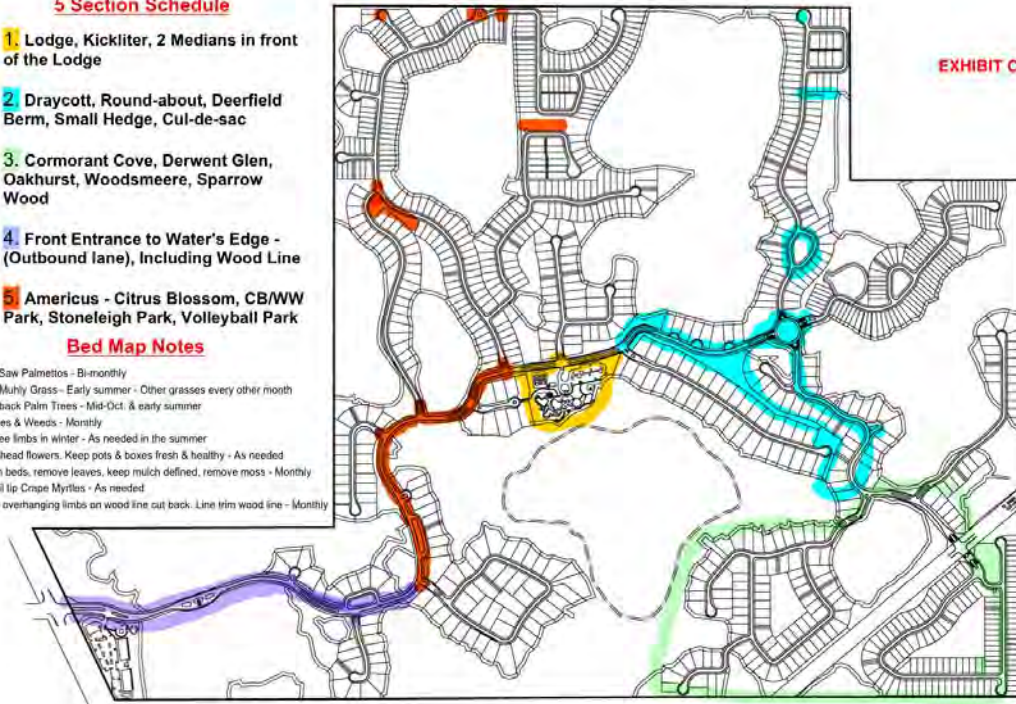 5 Section Schedule
1. Lodge, Kickliter, 2 Medians in front
of the Lodge
2. Draycott, Round-about, Deerfield
Berm, Small Hedge, Cul-de-sac
3. Cormorant Cove, Derwent Glen,
Oakhurst, Woodsmeere, Sparrow
Wood
4. Front Entrance to Water's Edge -
(Outbound lane), Including Wood Line
5. Americus - Citrus Blossom, CB/WW
Park, Stoneleigh Park, Volleyball Park
Bed Map Notes
Saw Palmettos - Bi-monthly
Muhly Grass - Early summer - Other grasses every other month
back Palm Trees - Mid-Oct. & early summer
es & Weeds - Monthly
ee limbs in winter - As needed in the summer
head flowers. Keep pots & boxes fresh & healthy - As needed
beds, remove leaves, keep mulch defined, remove moss - Monthly
tip Crape Myrtles - As needed
overhanging limbs on wood line cut back. Line trim wood line - Monthly
EXHIBIT C